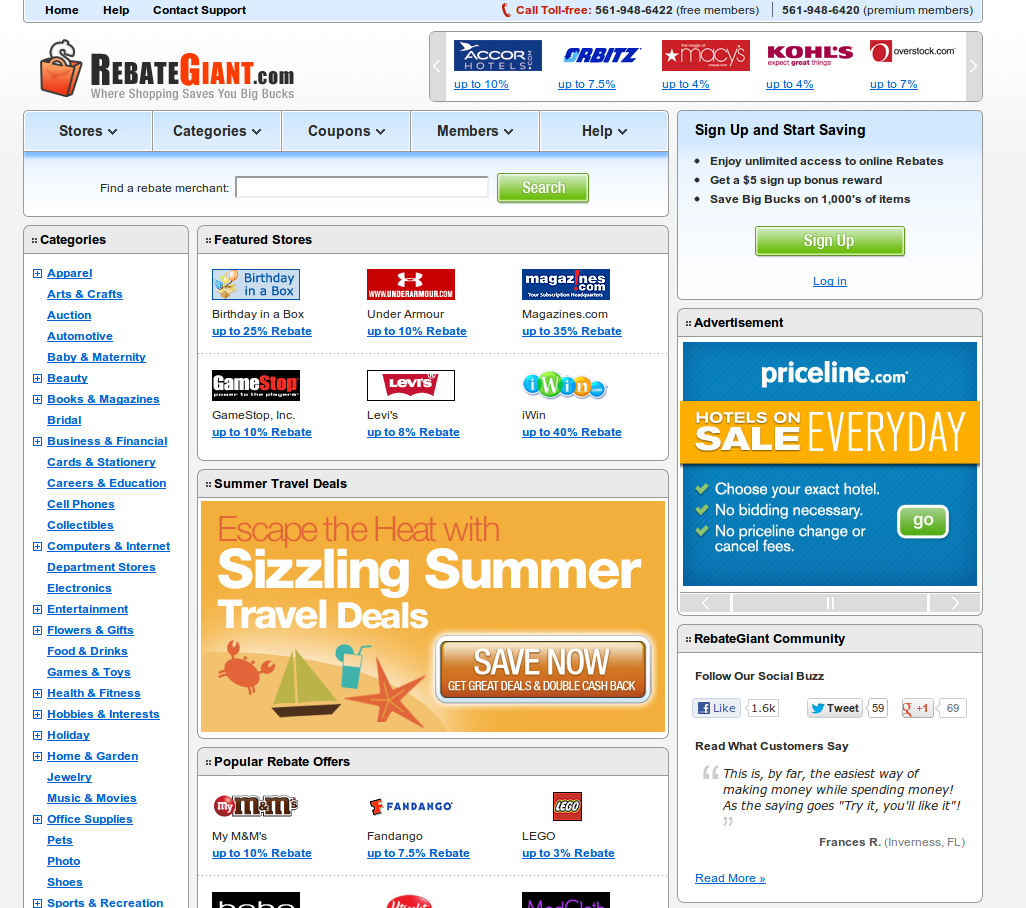 Home Help Contact Support
Call Toll-free: 561-948-6422 (free members) 561-948-6420 (premium members)
REBATEGIANT.com
Where Shopping Saves You Big Bucks
ACCOR HOTELS.com
ORBITZ
the magic of macy's
KOHL'S
expect great things
overstock.com
up to 10% up to 7.5% up to 4% up to 4% up to 7%
Stores Categories Coupons Members Help
Find a rebate merchant: Search
Sign Up and Start Saving
Enjoy unlimited access to online Rebates
Get a $5 sign up bonus reward
Save Big Bucks on 1,000's of items
Sign Up
Log in
Categories
Apparel
Arts & Crafts
Auction
Automotive
Baby & Maternity
Beauty
Books & Magazines
Bridal
Business & Financial
Cards & Stationery
Careers & Education
Cell Phones
Collectibles
Computers & Internet
Department Stores
Electronics
Entertainment
Flowers & Gifts
Food & Drinks
Games & Toys
Health & Fitness
Hobbies & Interests
Holiday
Home & Garden
Jewelry
Music & Movies
Office Supplies
Pets
Photo
Shoes
Sports & Recreation
Featured Stores
Birthday in a Box
WWW.UNDERARMOUR.COM
magazines.com
Your Subscription Headquarters
Birthday in a Box Under Armour Magazines.com
up to 25% Rebate up to 10% Rebate up to 35% Rebate
GameStop
power to the players
LEVI'S
iWin.com
GameStop, Inc. Levi's iWin
up to 10% Rebate up to 8% Rebate up to 40% Rebate
Summer Travel Deals
Escape the Heat with
Sizzling Summer
Travel Deals
SAVE NOW
GET GREAT DEALS & DOUBLE CASH BACK
Popular Rebate Offers
My M&M's
FANDANGO
LEGO
My M&M's Fandango LEGO
up to 10% Rebate up to 7.5% Rebate up to 3% Rebate
Advertisement
priceline.com
HOTELS ON
SALE EVERYDAY
Choose your exact hotel.
No bidding necessary.
No priceline change or
cancel fees.
go
RebateGiant Community
Follow Our Social Buzz
Like 1.6k Tweet 59 +1 69
Read What Customers Say
“ This is, by far, the easiest way of
making money while spending money!
As the saying goes "Try it, you'll like it"!
”
Frances R. (Inverness, FL)
Read More »